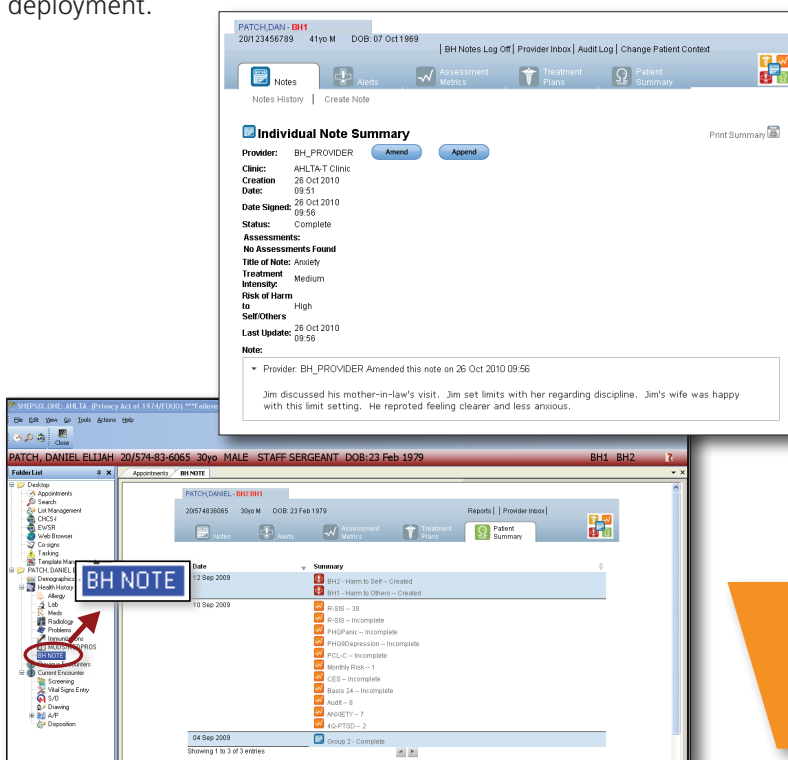 deployment.
PATCH,DAN - BH1
20/123456789 41yo M DOB: 07 Oct 1969
| BH Notes Log Off | Provider Inbox | Audit Log | Change Patient Context
Notes Alerts Assessment Metrics Treatment Plans Patient Summary
Notes History | Create Note
Individual Note Summary
Print Summary
Provider: BH_PROVIDER Amend Append
Clinic: AHLTA-T Clinic
Creation Date: 26 Oct 2010 09:51
Date Signed: 26 Oct 2010 09:56
Status: Complete
Assessments:
No Assessments Found
Title of Note: Anxiety
Treatment Intensity: Medium
Risk of Harm to Self/Others High
Last Update: 26 Oct 2010 09:56
Note:
Provider: BH_PROVIDER Amended this note on 26 Oct 2010 09:56
Jim discussed his mother-in-law's visit. Jim set limits with her regarding discipline. Jim's wife was happy
with this limit setting. He reproted feeling clearer and less anxious.
SHEPSIX,ONE: AHLTA (Privacy Act of 1974/FOUO) ***Failove
File Edit View Go Tools Actions Help
Close
PATCH, DANIEL ELIJAH 20/574-83-6065 30yo MALE STAFF SERGEANT DOB:23 Feb 1979 BH1 BH2
Folder List
Appointments BH NOTE
Desktop
Appointments
Search
List Management
CHCS-I
EWSR
Web Browser
Co-signs
Tasking
Template Man
PATCH, DANIEL E
Demographics
Health History
Allergy
Lab
Meds
Radiology
Problems
Immunizations
BH NOTE
Previous Encounters
Current Encounter
Screening
Vital Signs Entry
S/O
Drawing
A/P
Disposition
BH NOTE
PATCH,DANIEL - BH2 BH1
20/574836065 30yo M DOB: 23 Feb 1979
Reports | | Provider Inbox |
Notes Alerts Assessment Metrics Treatment Plans Patient Summary
Date Summary
12 Sep 2009
BH2 - Harm to Self -- Created
BH1 - Harm to Others -- Created
10 Sep 2009
R-SIS -- 38
R-SIS -- Incomplete
PHQPanic -- Incomplete
PHQ9Depression -- Incomplete
PCL-C -- Incomplete
Monthly Risk -- 1
CES -- Incomplete
Basis 24 -- Incomplete
Audit -- 8
ANXIETY -- 7
4Q-PTSD -- 2
04 Sep 2009
Group 2 - Complete
Showing 1 to 3 of 3 entries